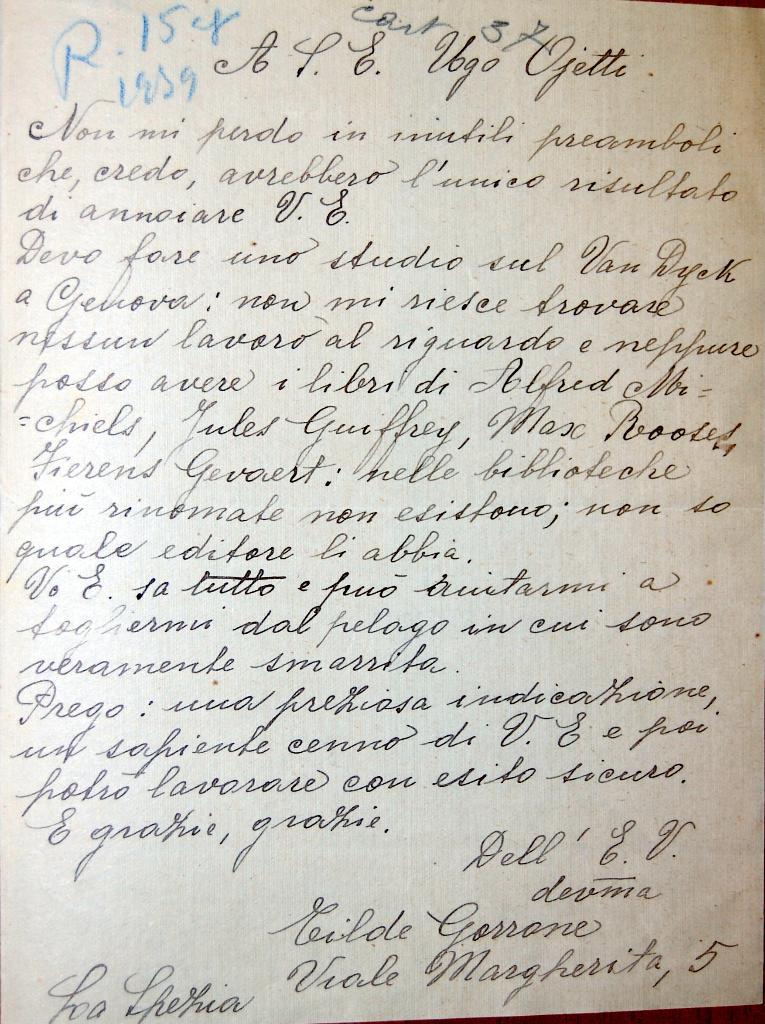 cart 37
R. 15 8
1939
A S. E. Ugo Ojetti.
Non mi perdo in inutili preamboli
che, credo, avrebbero l'unico risultato
di annoiare V. E.
Devo fare uno studio sul Van Dyck
a Genova: non mi riesce trovare
nessun lavoro al riguardo e neppure
posso avere i libri di Alfred Mi=
=chiels, Jules Guiffrey, Max Rooses,
Fierens Gevaert: nelle biblioteche
più rinomate non esistono; non so
quale editore li abbia.
V. E. sa tutto e può aiutarmi a
togliermi dal pelago in cui sono
veramente smarrita.
Prego: una preziosa indicazione,
un sapiente cenno di V. E e poi
potrò lavorare con esito sicuro.
E grazie, grazie.
Dell' E. V.
devma
Tilde Gorrone
Viale Margherita, 5
La Spezia